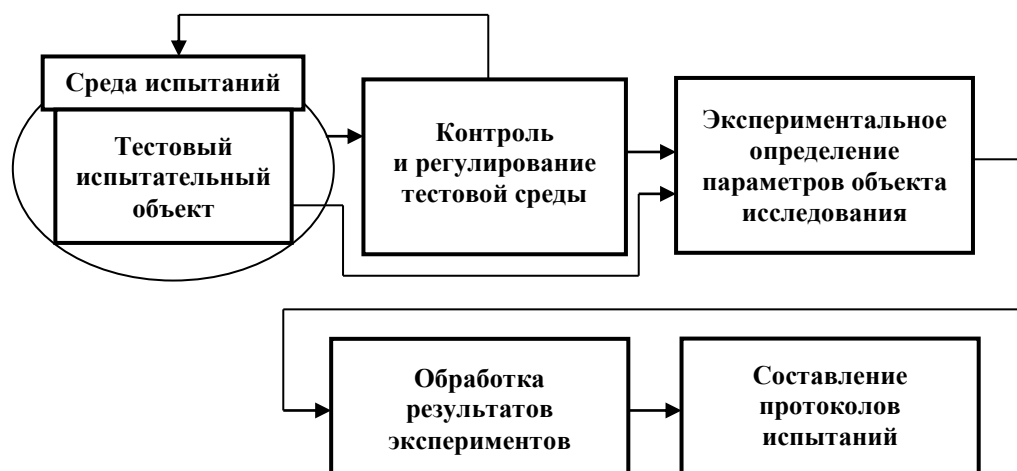 Среда испытаний
Тестовый
испытательный
объект
Контроль
и регулирование
тестовой среды
Экспериментальное
определение
параметров объекта
исследования
Обработка
результатов
экспериментов
Составление
протоколов
испытаний